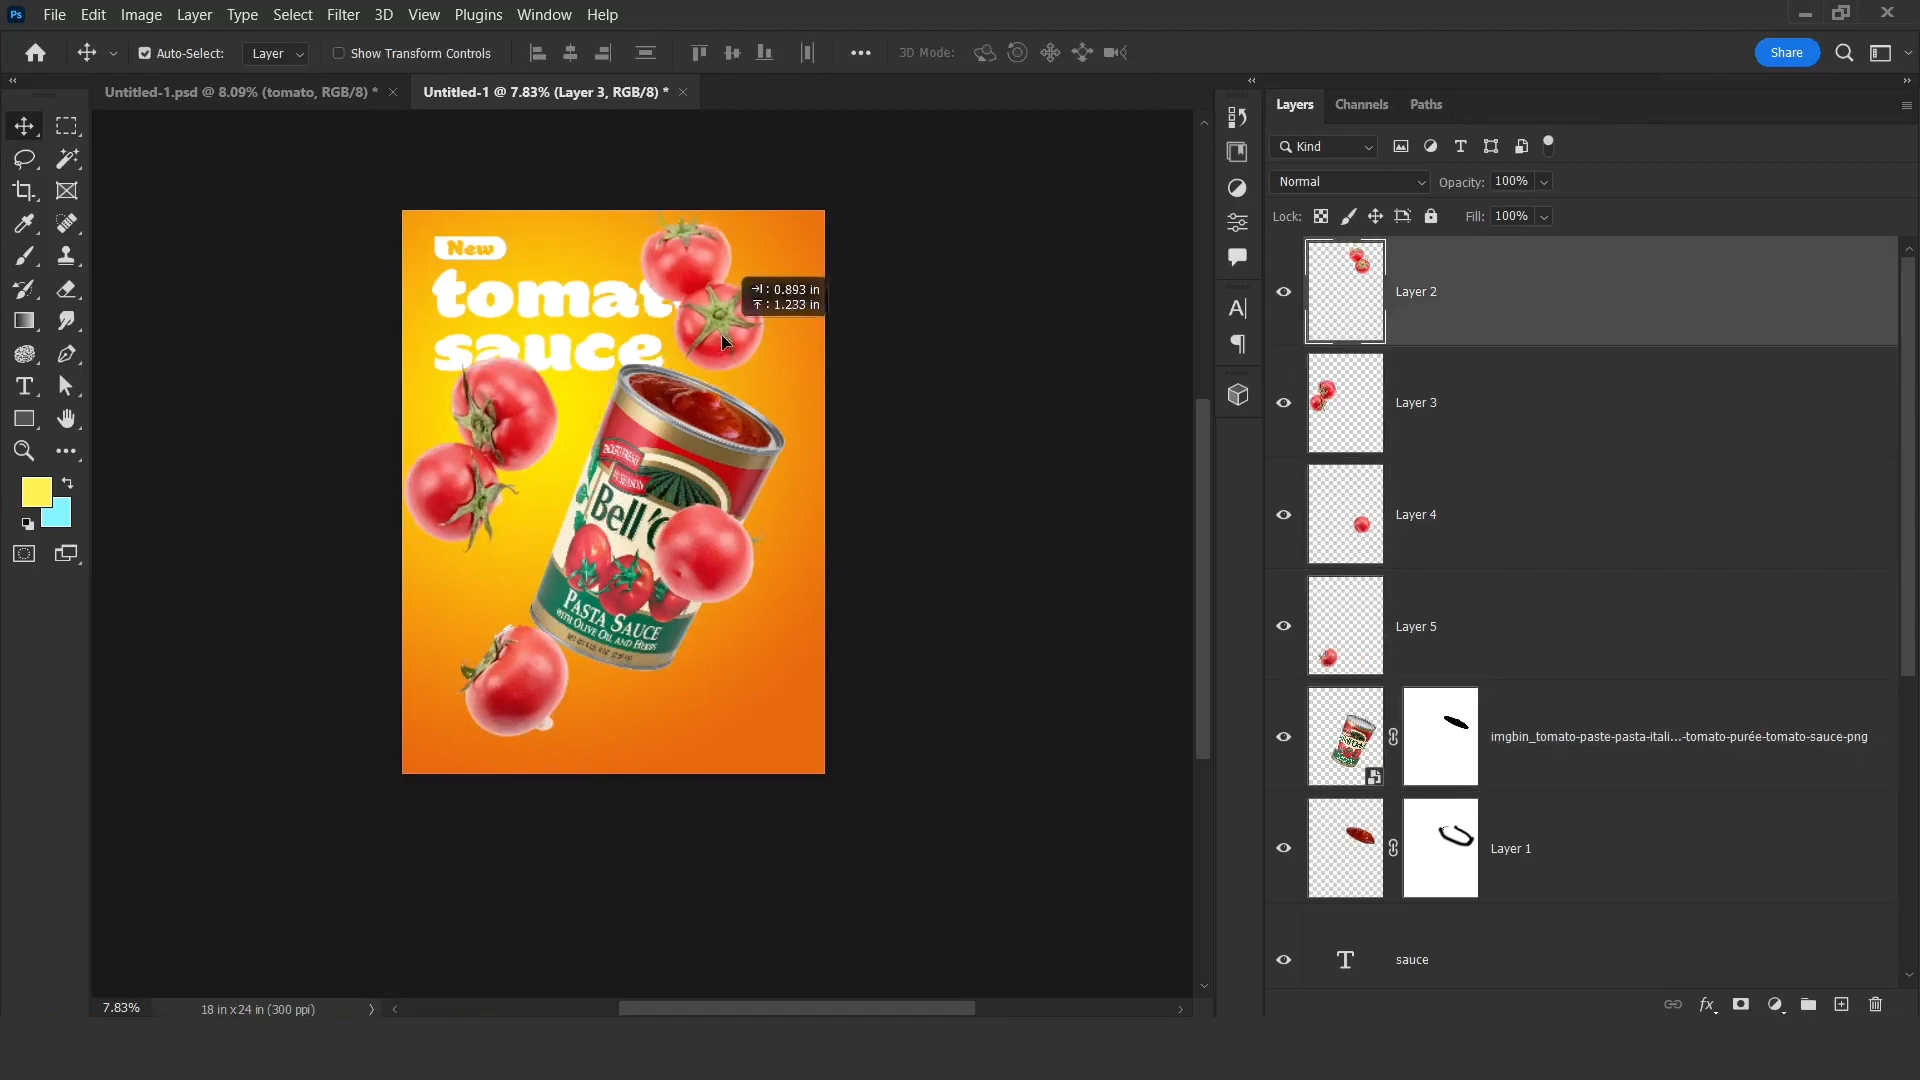 Ps File Edit Image Layer Type Select Filter 3D View Plugins Window Help
Auto-Select: Layer Show Transform Controls 3D Mode: Share
Untitled-1.psd @ 8.09% (tomato, RGB/8) * Untitled-1 @ 7.83% (Layer 3, RGB/8) *
Layers Channels Paths
Kind
Normal Opacity: 100%
Lock: Fill: 100%
New
tomat
sauce
: 0.893 in
: 1.233 in
Bell'O
PASTA SAUCE
WITH OLIVE OIL AND HERBS
Layer 2
Layer 3
Layer 4
Layer 5
imgbin_tomato-paste-pasta-itali...-tomato-purée-tomato-sauce-png
Layer 1
T sauce
7.83% 18 in x 24 in (300 ppi)
fx